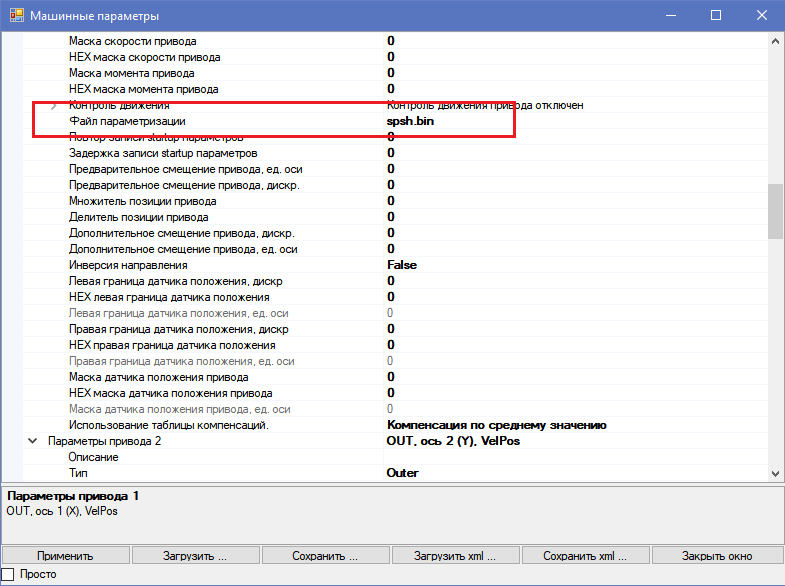 Машинные параметры
Маска скорости привода 0
HEX маска скорости привода 0
Маска момента привода 0
HEX маска момента привода 0
Контроль движения Контроль движения привода отключен
Файл параметризации spsh.bin
Повтор записи startup параметров 0
Задержка записи startup параметров 0
Предварительное смещение привода, ед. оси 0
Предварительное смещение привода, дискр. 0
Множитель позиции привода 0
Делитель позиции привода 0
Дополнительное смещение привода, дискр. 0
Дополнительное смещение привода, ед. оси 0
Инверсия направления False
Левая граница датчика положения, дискр 0
HEX левая граница датчика положения 0
Левая граница датчика положения, ед. оси 0
Правая граница датчика положения, дискр 0
HEX правая граница датчика положения 0
Правая граница датчика положения, ед. оси 0
Маска датчика положения привода 0
HEX маска датчика положения привода 0
Маска датчика положения привода, ед. оси 0
Использование таблицы компенсаций. Компенсация по среднему значению
Параметры привода 2 OUT, ось 2 (Y), VelPos
Описание
Тип Outer
Параметры привода 1
OUT, ось 1 (X), VelPos
Применить Загрузить ... Сохранить ... Загрузить xml ... Сохранить xml ... Закрыть окно
Просто